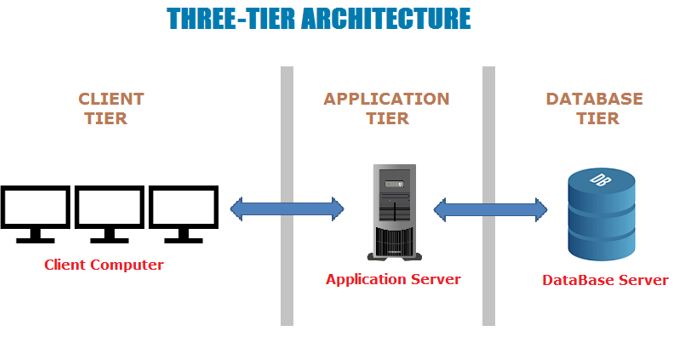 THREE-TIER ARCHITECTURE
CLIENT
TIER
APPLICATION
TIER
DATABASE
TIER
DB
Client Computer
Application Server
DataBase Server